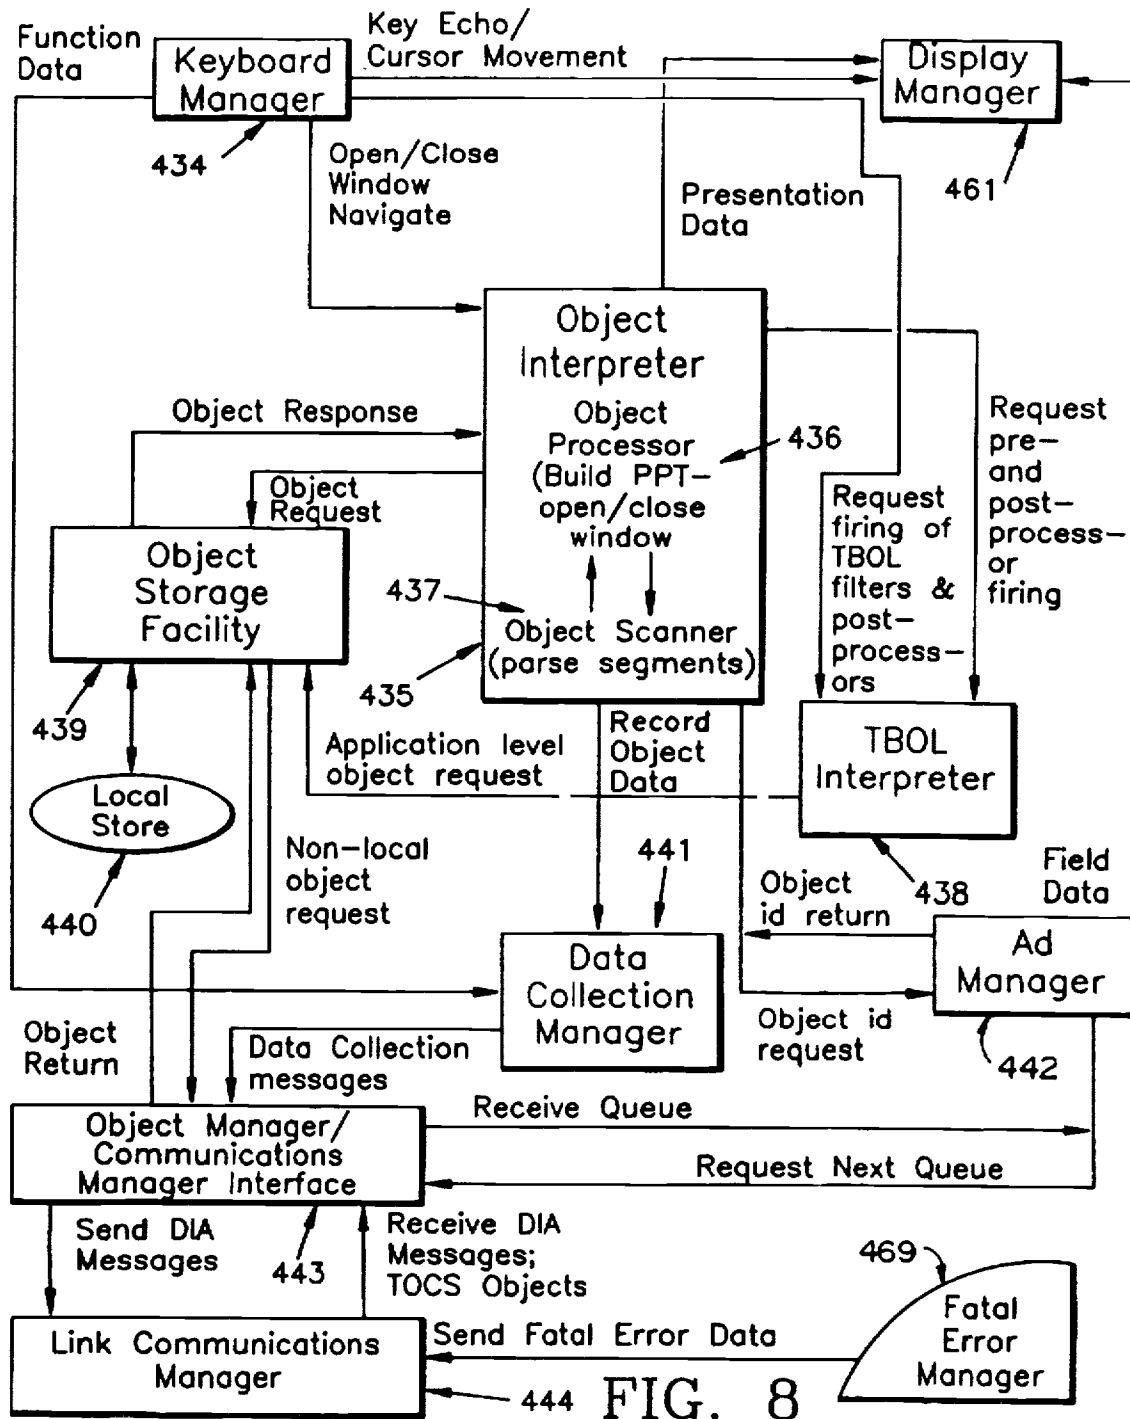 Function
Data
Keyboard
Manager
434
Key Echo/
Cursor Movement
Display
Manager
461
Open/Close
Window
Navigate
Presentation
Data
Object
Interpreter
Object
Processor
(Build PPT-
open/close
window
436
437
Object Scanner
(parse segments)
435
Object Response
Object
Request
Object
Storage
Facility
439
Local
Store
440
Request
firing of
TBOL
filters &
post-
process-
ors
Request
pre-
and
post-
process-
or
firing
TBOL
Interpreter
438
Application level
object request
Record
Object
Data
Non-local
object
request
441
Data
Collection
Manager
Object
id return
Field
Data
Ad
Manager
442
Object id
request
Object
Return
Data Collection
messages
Object Manager/
Communications
Manager Interface
443
Receive Queue
Request Next Queue
Send DIA
Messages
Receive DIA
Messages;
TOCS Objects
469
Fatal
Error
Manager
Send Fatal Error Data
Link Communications
Manager
444
FIG. 8